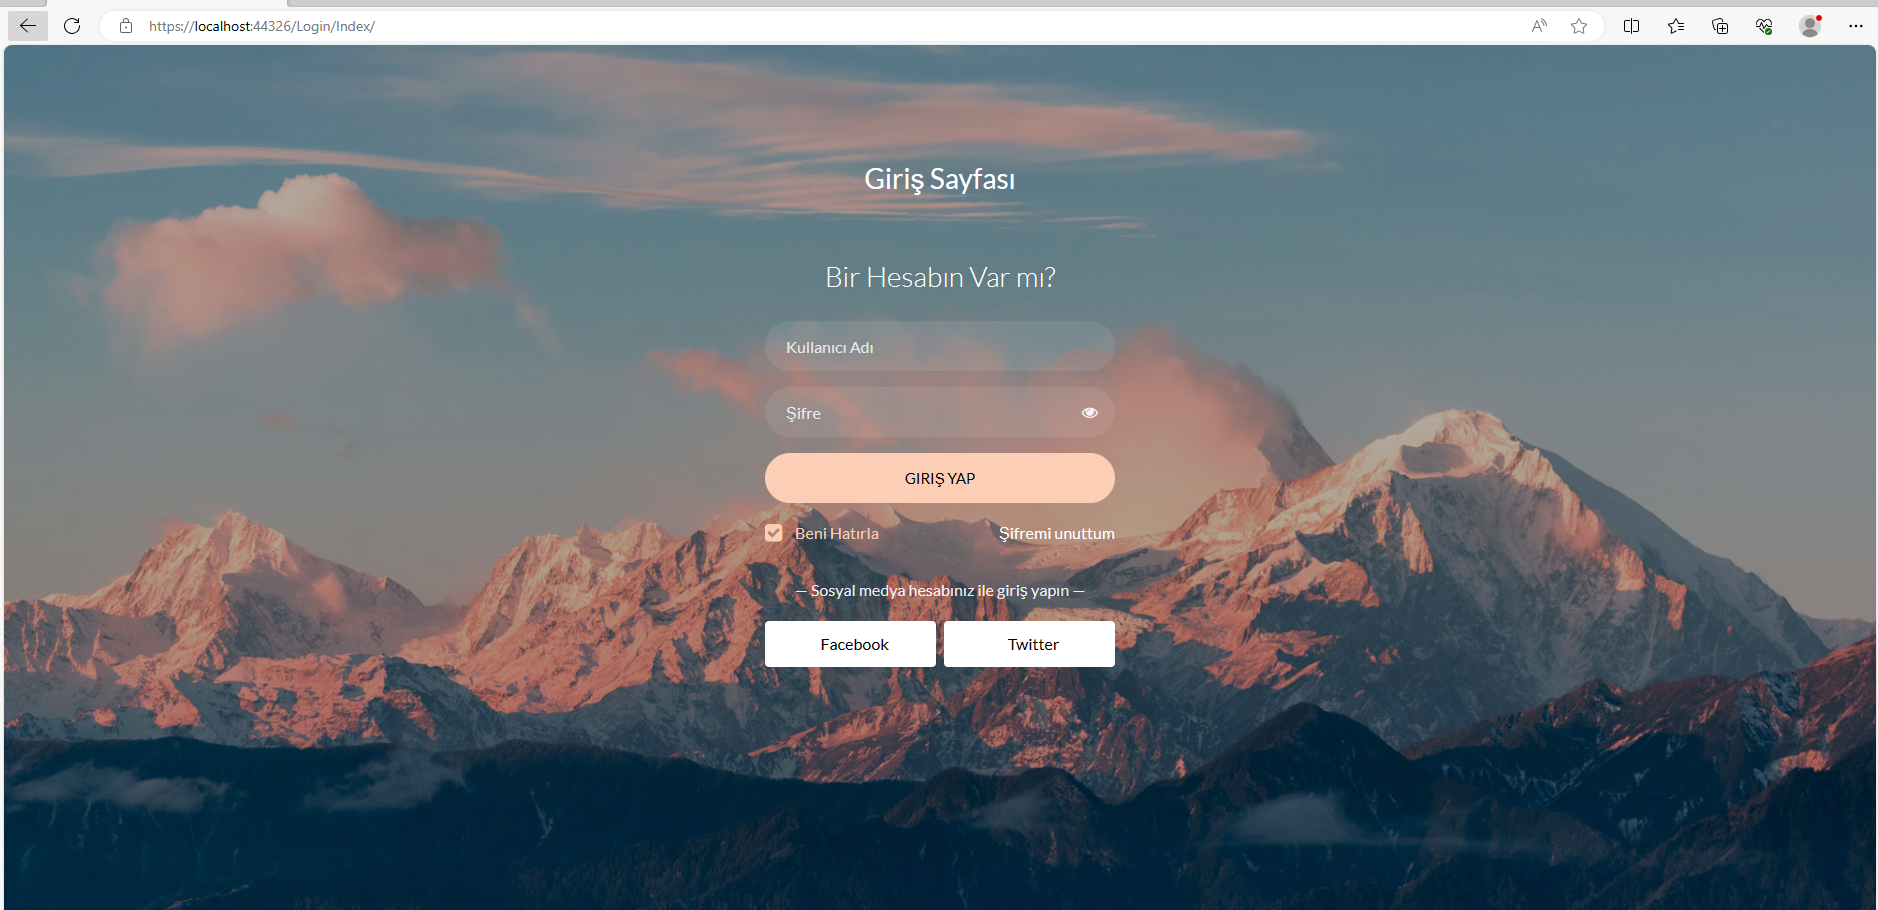 https://localhost:44326/Login/Index/
Giriş Sayfası
Bir Hesabın Var mı?
Kullanıcı Adı
Şifre
GIRIŞ YAP
Beni Hatırla Şifremi unuttum
— Sosyal medya hesabınız ile giriş yapın —
Facebook Twitter